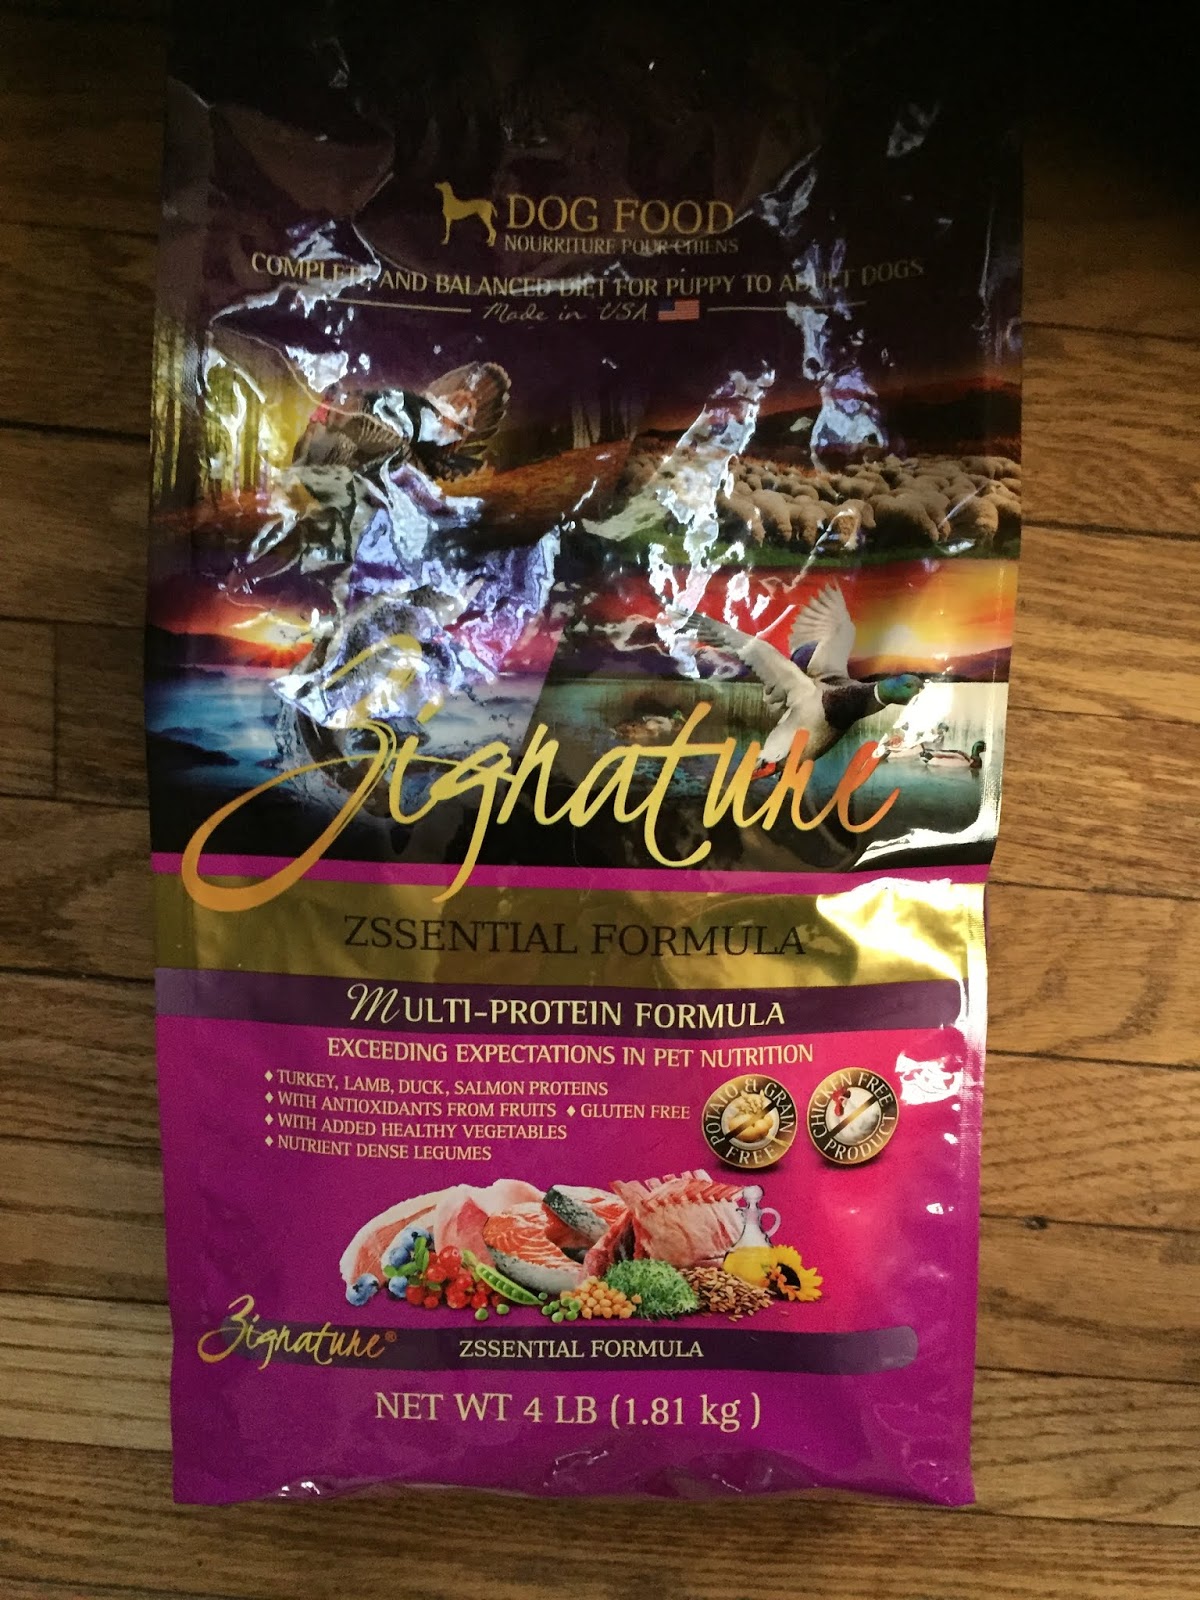 DOG FOOD
NOURRITURE POUR CHIENS
COMPLETE AND BALANCED DIET FOR PUPPY TO ADULT DOGS
Made in USA
Zignature
ZSSENTIAL FORMULA
MULTI-PROTEIN FORMULA
EXCEEDING EXPECTATIONS IN PET NUTRITION
♦ TURKEY, LAMB, DUCK, SALMON PROTEINS
♦ WITH ANTIOXIDANTS FROM FRUITS ♦ GLUTEN FREE
♦ WITH ADDED HEALTHY VEGETABLES
♦ NUTRIENT DENSE LEGUMES
POTATO & GRAIN FREE
CHICKEN FREE PRODUCT
Zignature®
ZSSENTIAL FORMULA
NET WT 4 LB (1.81 kg )